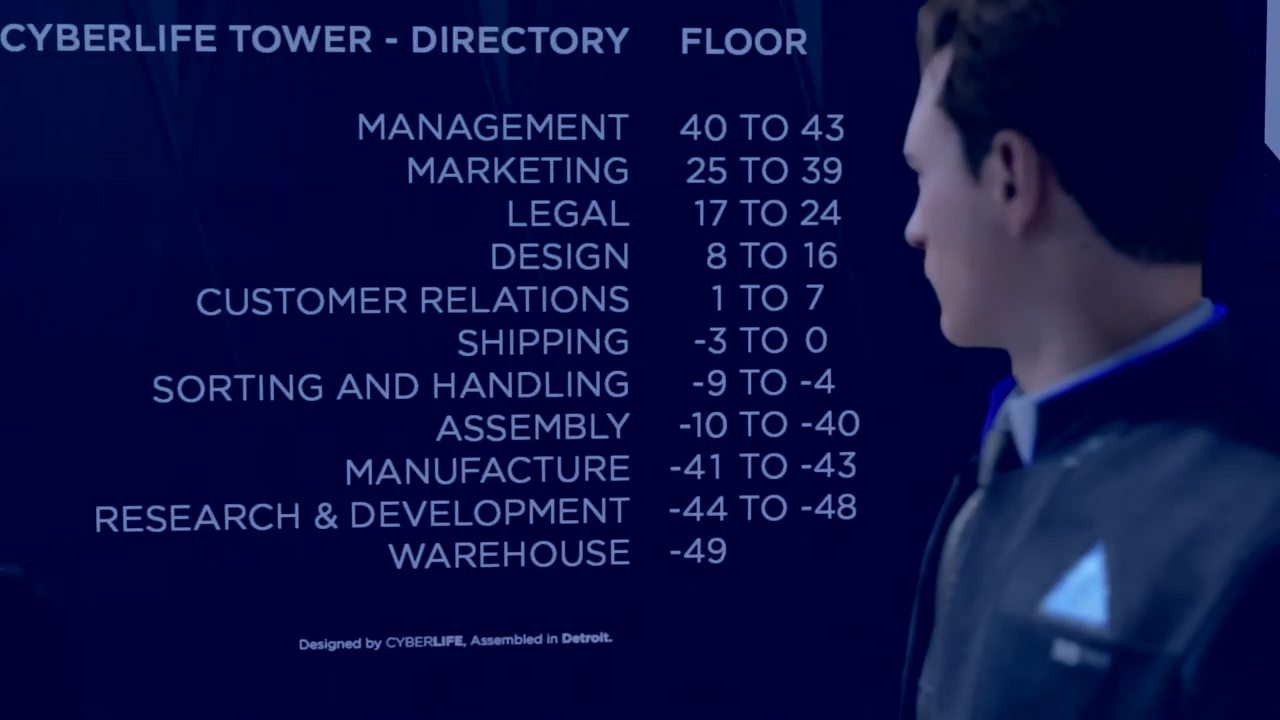 CYBERLIFE TOWER - DIRECTORY FLOOR
MANAGEMENT 40 TO 43
MARKETING 25 TO 39
LEGAL 17 TO 24
DESIGN 8 TO 16
CUSTOMER RELATIONS 1 TO 7
SHIPPING -3 TO 0
SORTING AND HANDLING -9 TO -4
ASSEMBLY -10 TO -40
MANUFACTURE -41 TO -43
RESEARCH & DEVELOPMENT -44 TO -48
WAREHOUSE -49
Designed by CYBERLIFE, Assembled in Detroit.